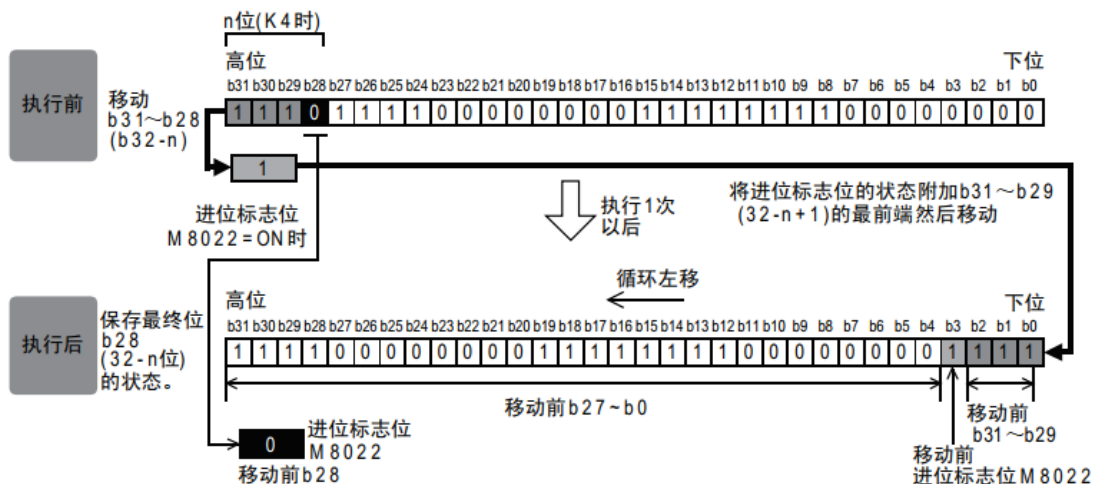 n位(K4时)
高位
下位
b31 b30 b29 b28 b27 b26 b25 b24 b23 b22 b21 b20 b19 b18 b17 b16 b15 b14 b13 b12 b11 b10 b9 b8 b7 b6 b5 b4 b3 b2 b1 b0
执行前
移动
b31～b28
(b32-n)
1 1 1 0 1 1 1 1 0 0 0 0 0 0 0 0 1 1 1 1 1 1 1 1 0 0 0 0 0 0 0 0
1
进位标志位
M8022=ON时
执行1次
以后
将进位标志位的状态附加b31～b29
(32-n+1)的最前端然后移动
循环左移
高位
下位
b31 b30 b29 b28 b27 b26 b25 b24 b23 b22 b21 b20 b19 b18 b17 b16 b15 b14 b13 b12 b11 b10 b9 b8 b7 b6 b5 b4 b3 b2 b1 b0
执行后
保存最终位
b28
(32-n位)
的状态。
1 1 1 1 0 0 0 0 0 0 0 0 1 1 1 1 1 1 1 1 0 0 0 0 0 0 0 0 1 1 1 1
移动前b27~b0
移动前
b31～b29
0
进位标志位
M8022
移动前b28
移动前
进位标志位M8022